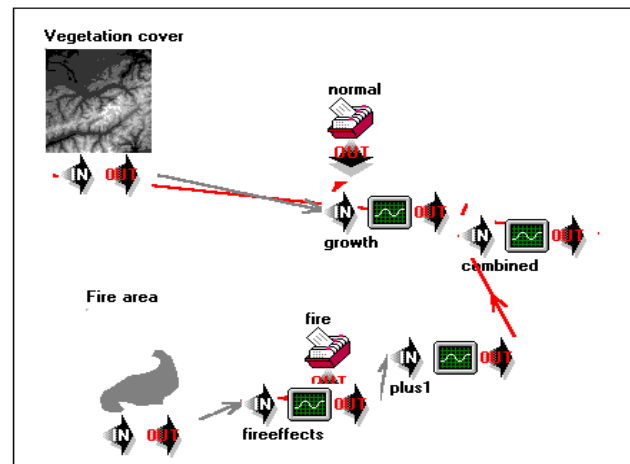 Vegetation cover
normal
OUT
IN OUT
IN OUT
growth
IN OUT
combined
Fire area
fire
OUT
IN OUT
plus1
IN OUT
fireeffects
IN OUT